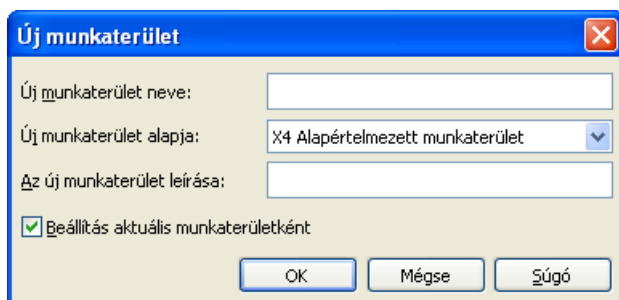 Új munkaterület
Új munkaterület neve:
Új munkaterület alapja: X4 Alapértelmezett munkaterület
Az új munkaterület leírása:
Beállítás aktuális munkaterületként
OK Mégse Súgó